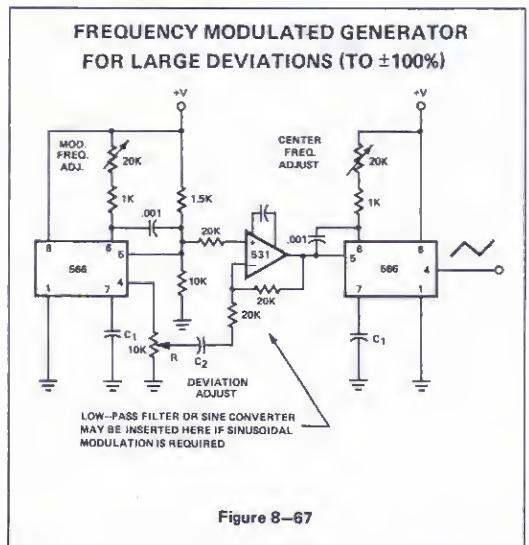 FREQUENCY MODULATED GENERATOR
FOR LARGE DEVIATIONS (TO ±100%)
+V
+V
MOD.
FREQ.
ADJ.
20K
1K
.001
1.5K
CENTER
FREQ.
ADJUST
20K
1K
20K
+
-
531
.001
8
6
5
566
4
1
7
10K
20K
20K
5
6
8
566
4
7
1
C1
10K
R
C2
C1
DEVIATION
ADJUST
LOW-PASS FILTER OR SINE CONVERTER
MAY BE INSERTED HERE IF SINUSOIDAL
MODULATION IS REQUIRED
Figure 8-67